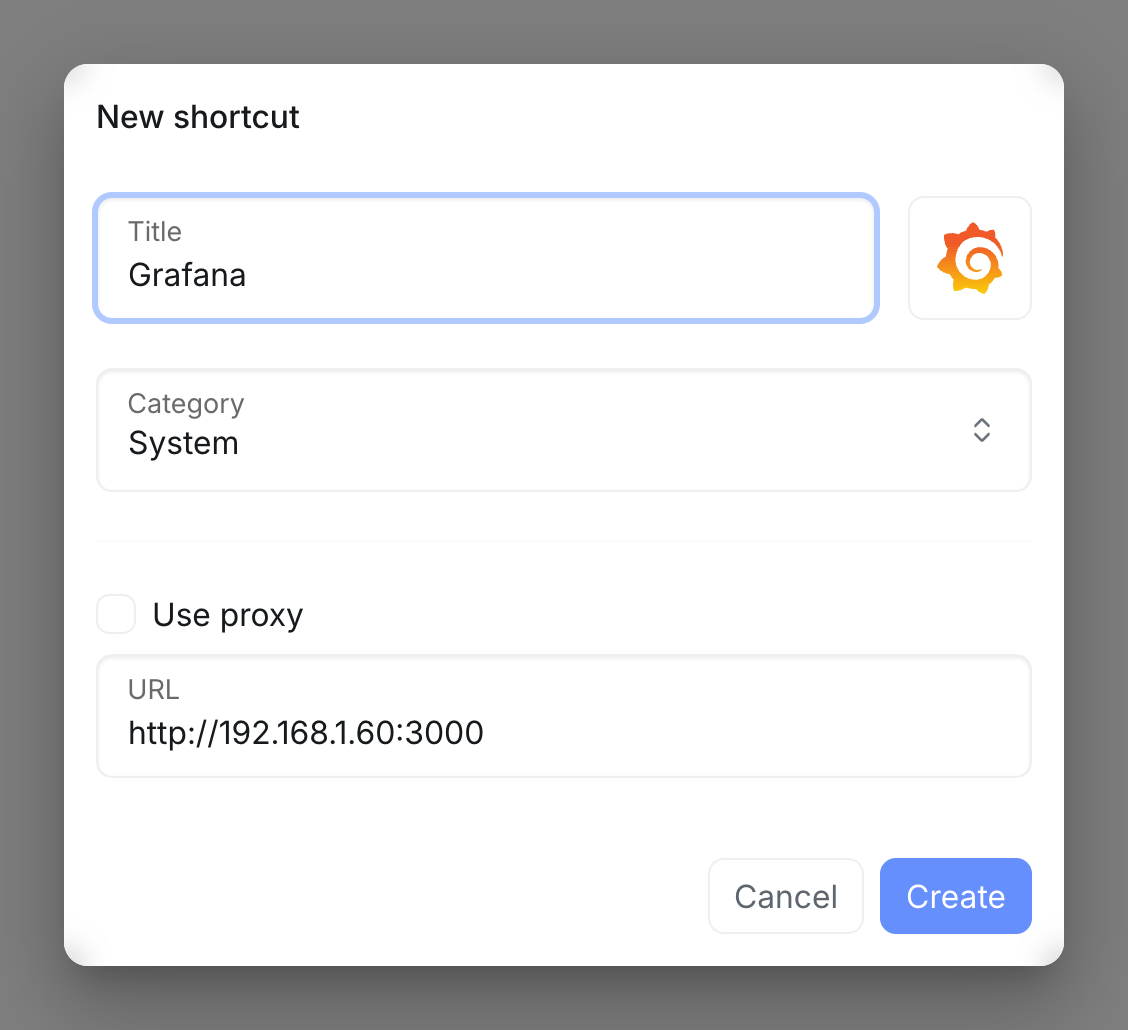 New shortcut
Title
Grafana
Category
System
Use proxy
URL
http://192.168.1.60:3000
Cancel
Create